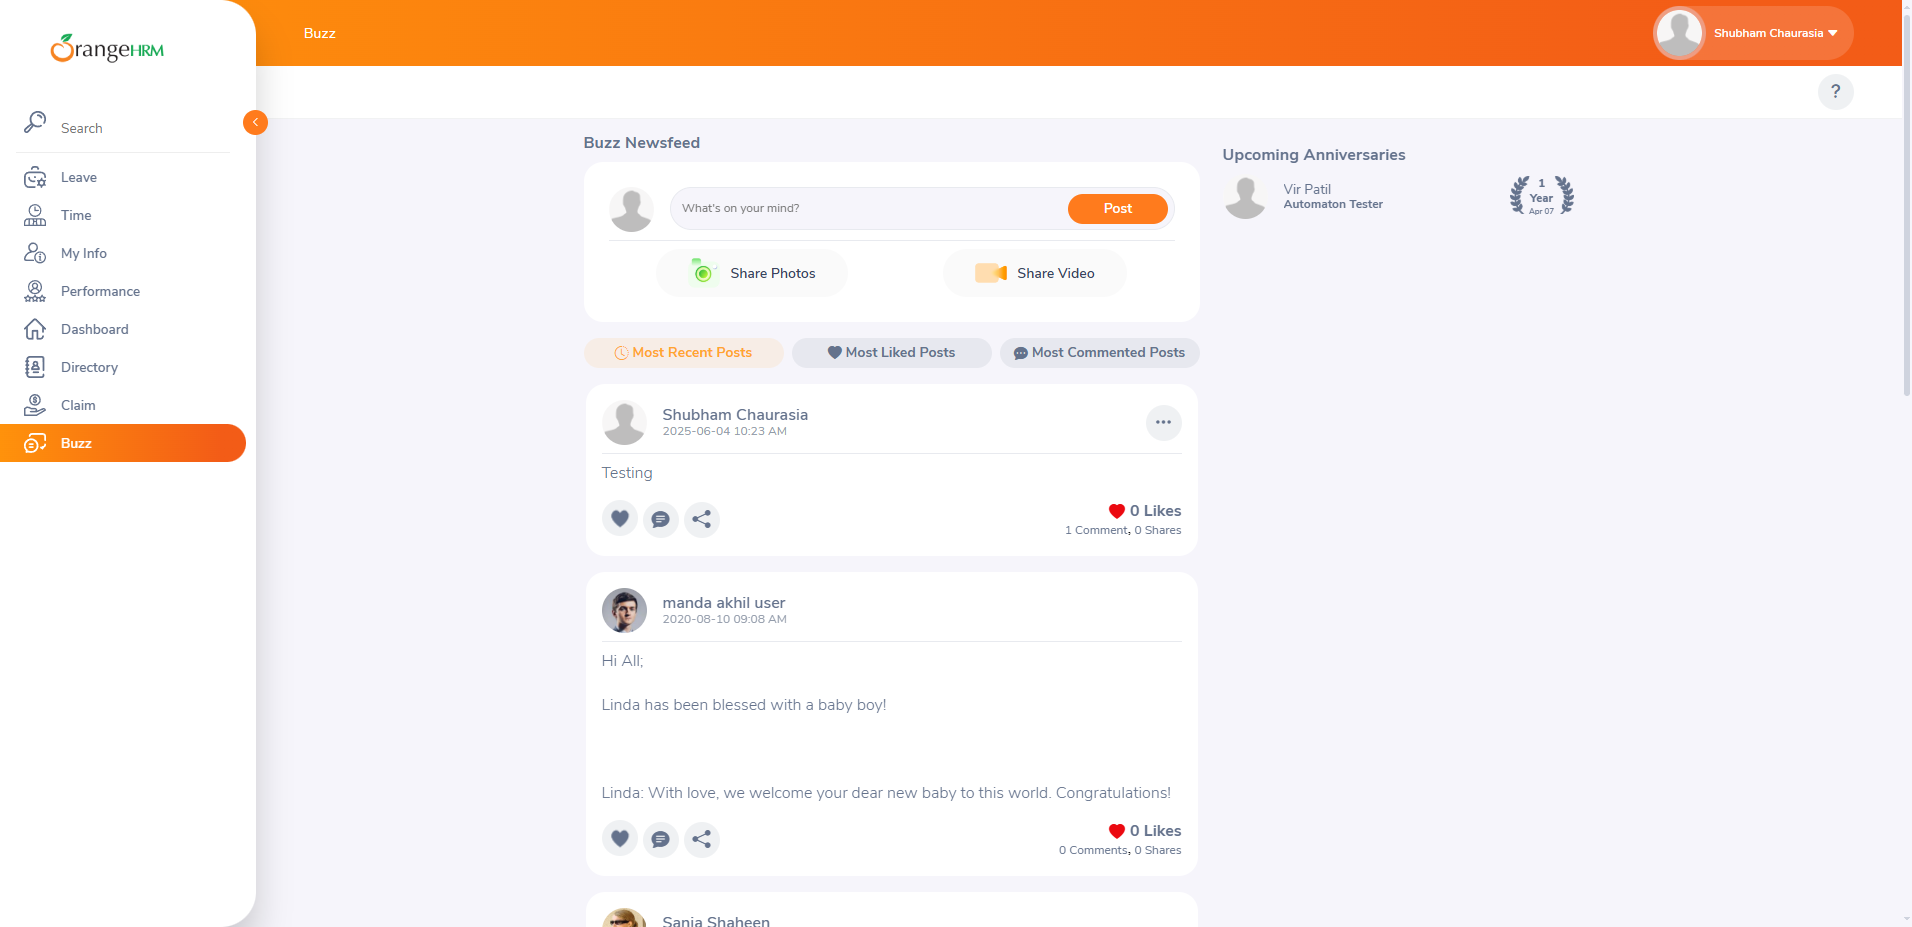 OrangeHRM
Buzz
Shubham Chaurasia
?
Search
Leave
Time
My Info
Performance
Dashboard
Directory
Claim
Buzz
Buzz Newsfeed
What's on your mind?
Post
Share Photos
Share Video
Most Recent Posts
Most Liked Posts
Most Commented Posts
Shubham Chaurasia
2025-06-04 10:23 AM
Testing
0 Likes
1 Comment, 0 Shares
manda akhil user
2020-08-10 09:08 AM
Hi All;
Linda has been blessed with a baby boy!
Linda: With love, we welcome your dear new baby to this world. Congratulations!
0 Likes
0 Comments, 0 Shares
Sania Shaheen
Upcoming Anniversaries
Vir Patil
Automaton Tester
1
Year
Apr 07